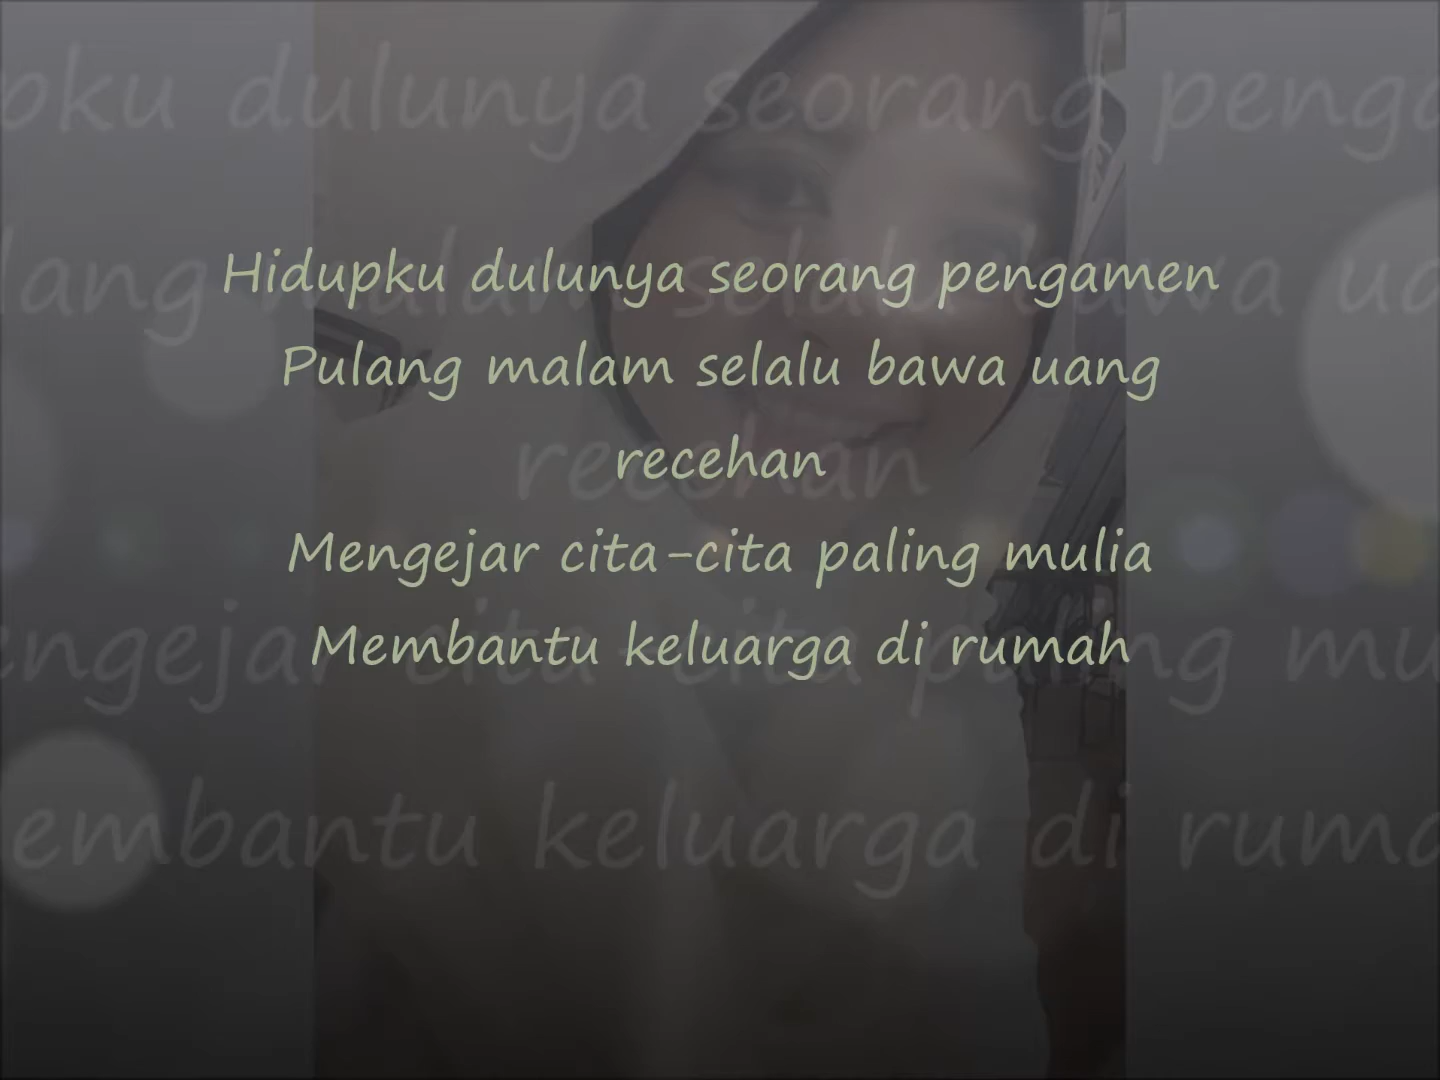 Hidupku dulunya seorang pengamen
Pulang malam selalu bawa uang
recehan
Mengejar cita-cita paling mulia
Membantu keluarga di rumah